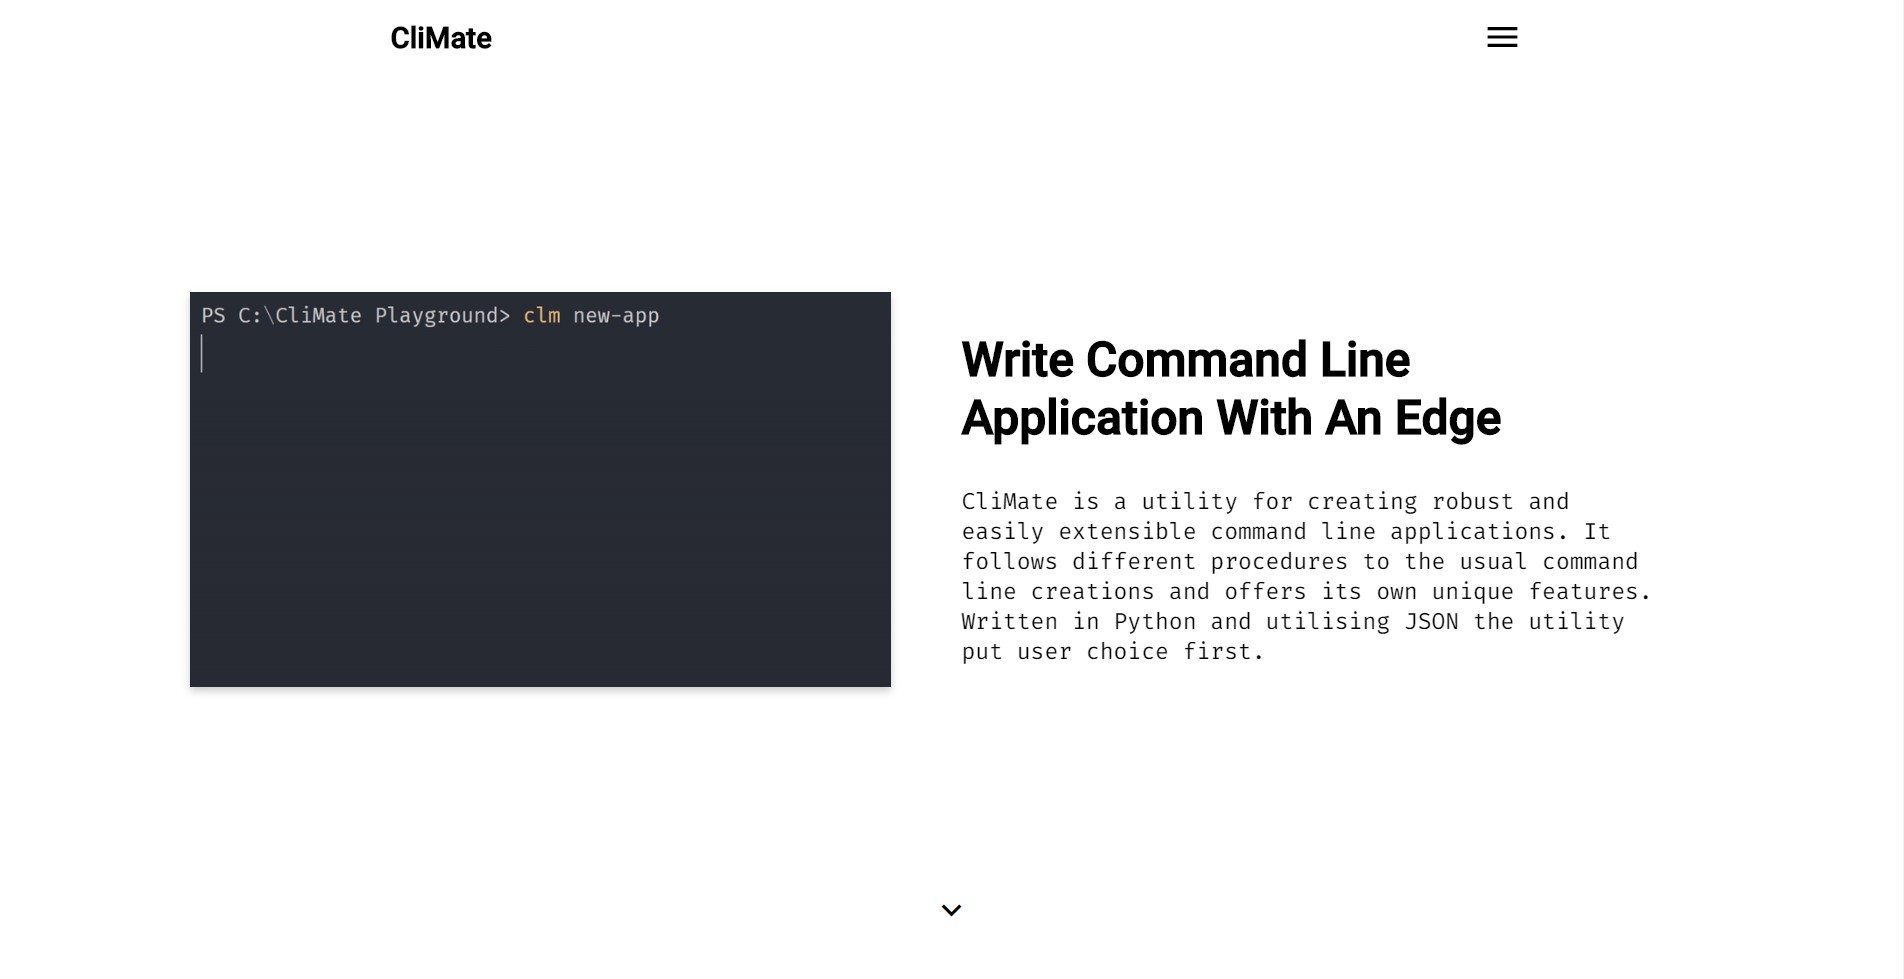 CliMate
PS C:\CliMate Playground> clm new-app
Write Command Line
Application With An Edge
CliMate is a utility for creating robust and
easily extensible command line applications. It
follows different procedures to the usual command
line creations and offers its own unique features.
Written in Python and utilising JSON the utility
put user choice first.